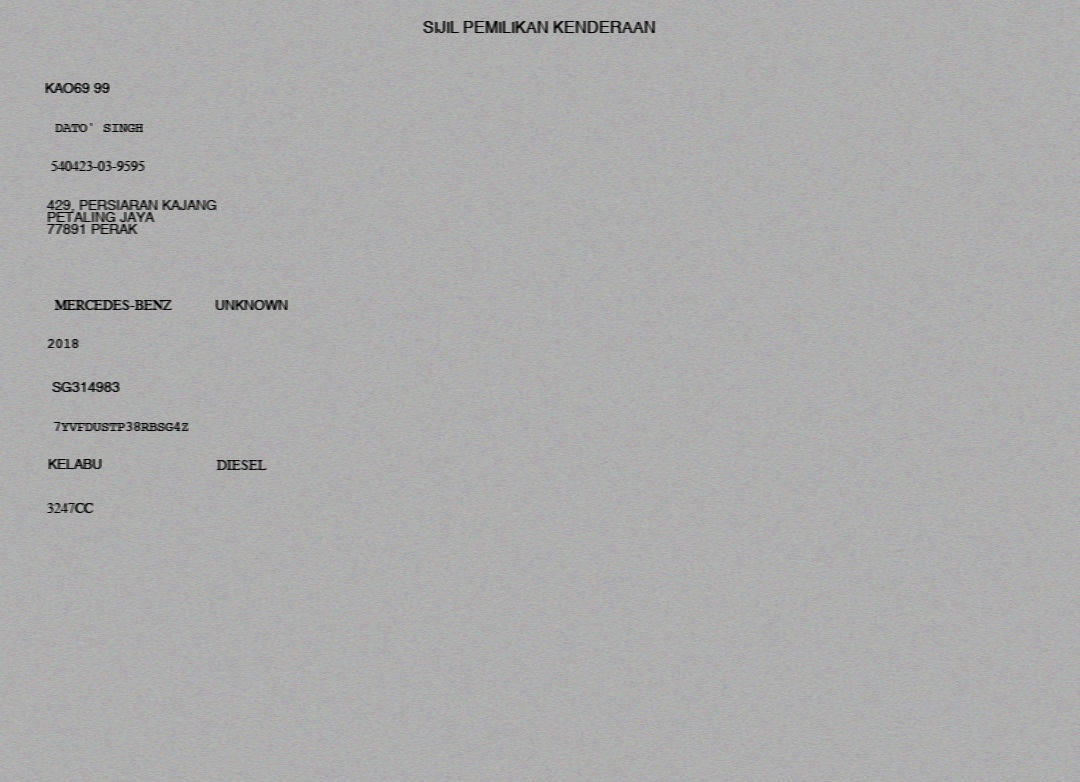 SIJIL PEMILIKAN KENDERAAN
KAO69 99
DATO' SINGH
540423-03-9595
429, PERSIARAN KAJANG
PETALING JAYA
77891 PERAK
MERCEDES-BENZ UNKNOWN
2018
SG314983
7YVFDUSTP38RBSG4Z
KELABU DIESEL
3247CC